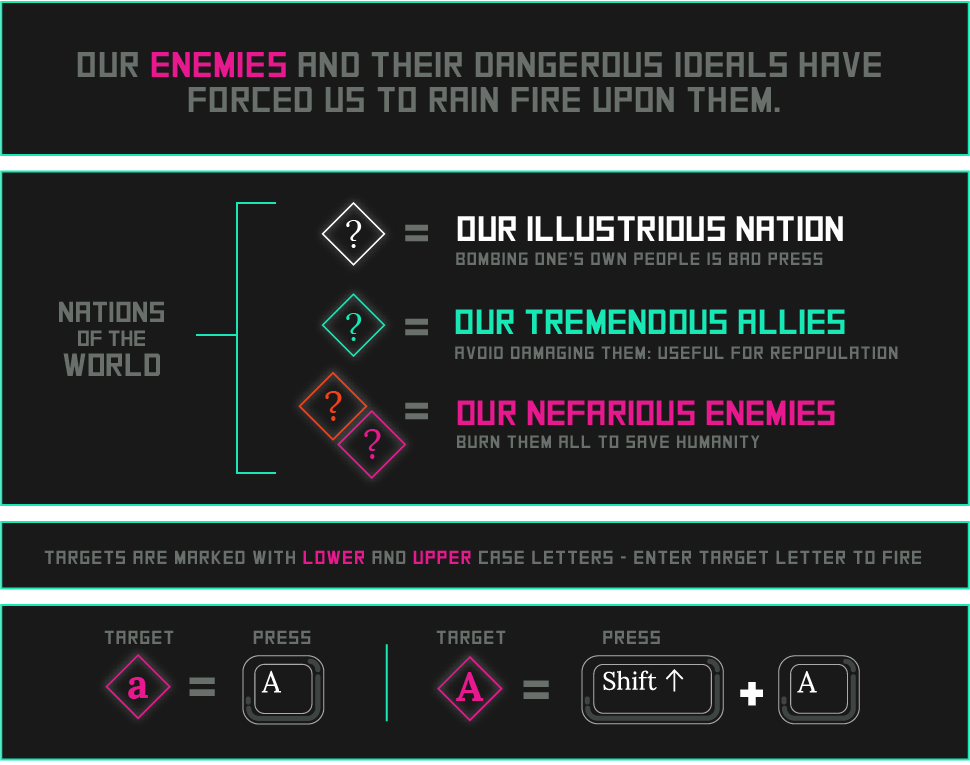 OUR ENEMIES AND THEIR DANGEROUS IDEALS HAVE
FORCED US TO RAIN FIRE UPON THEM.
NATIONS
OF THE
WORLD
? = OUR ILLUSTRIOUS NATION
BOMBING ONE'S OWN PEOPLE IS BAD PRESS
? = OUR TREMENDOUS ALLIES
AVOID DAMAGING THEM: USEFUL FOR REPOPULATION
? ? = OUR NEFARIOUS ENEMIES
BURN THEM ALL TO SAVE HUMANITY
TARGETS ARE MARKED WITH LOWER AND UPPER CASE LETTERS - ENTER TARGET LETTER TO FIRE
TARGET PRESS TARGET PRESS
a = A A = Shift ↑ + A